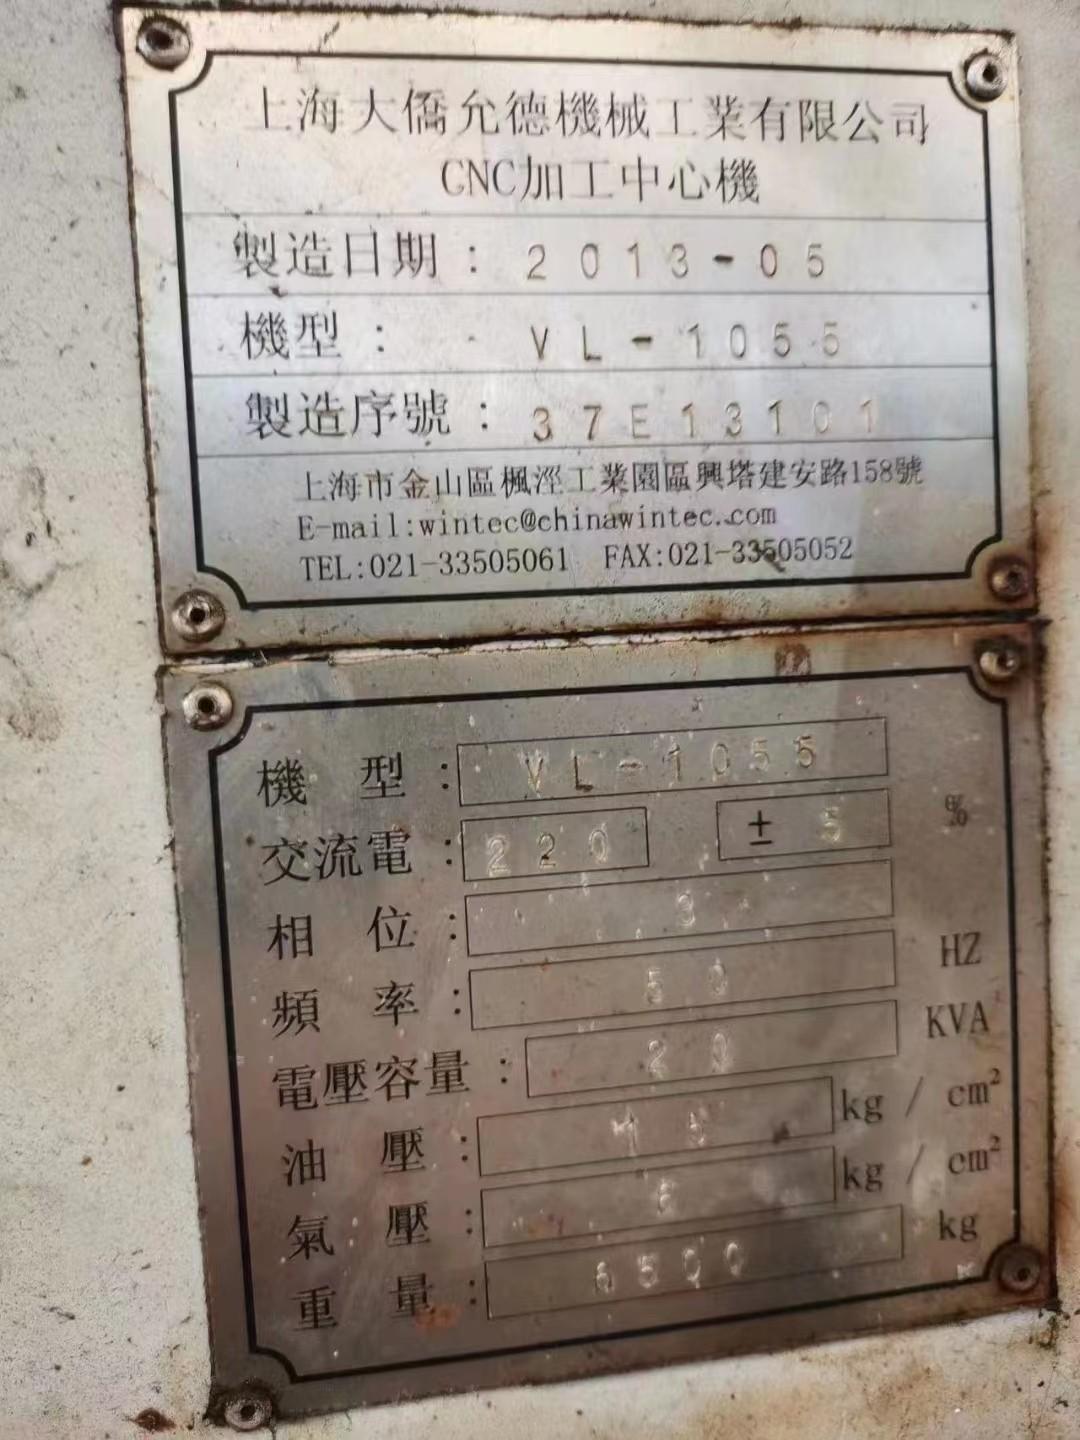 上海大僑允德機械工業有限公司
CNC加工中心機
製造日期：2013-05
機型：VL-1055
製造序號：37E13101
上海市金山區楓涇工業園區興塔建安路158號
E-mail:wintec@chinawintec.com
TEL:021-33505061 FAX:021-33505052
機型：VL-1055
交流電：220 ± 5 %
相位：3
頻率：50 HZ
電壓容量：20 KVA
油壓：15 kg / cm²
氣壓：6 kg / cm²
重量：6500 kg